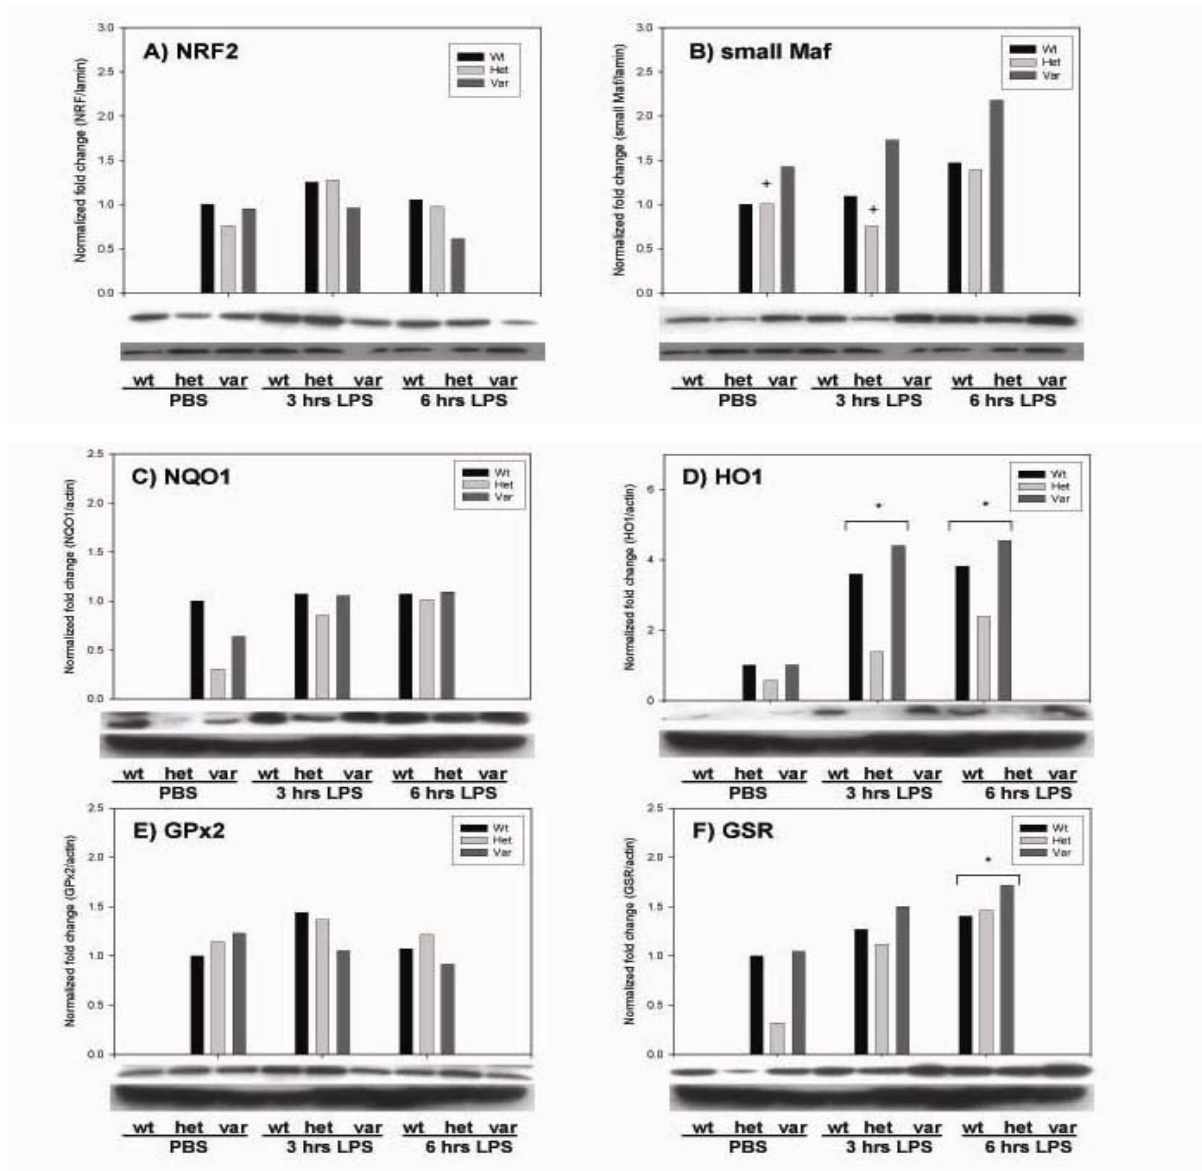 A) NRF2
Normalized fold change (NRF/lamin)
3.0
2.5
2.0
1.5
1.0
0.5
0.0
Wt
Het
Var
wt het var wt het var wt het var
PBS 3 hrs LPS 6 hrs LPS
B) small Maf
Normalized fold change (small Maf/lamin)
3.0
2.5
2.0
1.5
1.0
0.5
0.0
Wt
Het
Var
+
+
wt het var wt het var wt het var
PBS 3 hrs LPS 6 hrs LPS
C) NQO1
Normalized fold change (NQO1/actin)
2.5
2.0
1.5
1.0
0.5
0.0
Wt
Het
Var
wt het var wt het var wt het var
PBS 3 hrs LPS 6 hrs LPS
D) HO1
Normalized fold change (HO1/actin)
6
4
2
0
Wt
Het
Var
* *
wt het var wt het var wt het var
PBS 3 hrs LPS 6 hrs LPS
E) GPx2
Normalized fold change (GPx2/actin)
2.5
2.0
1.5
1.0
0.5
0.0
Wt
Het
Var
wt het var wt het var wt het var
PBS 3 hrs LPS 6 hrs LPS
F) GSR
Normalized fold change (GSR/actin)
2.5
2.0
1.5
1.0
0.5
0.0
Wt
Het
Var
*
wt het var wt het var wt het var
PBS 3 hrs LPS 6 hrs LPS